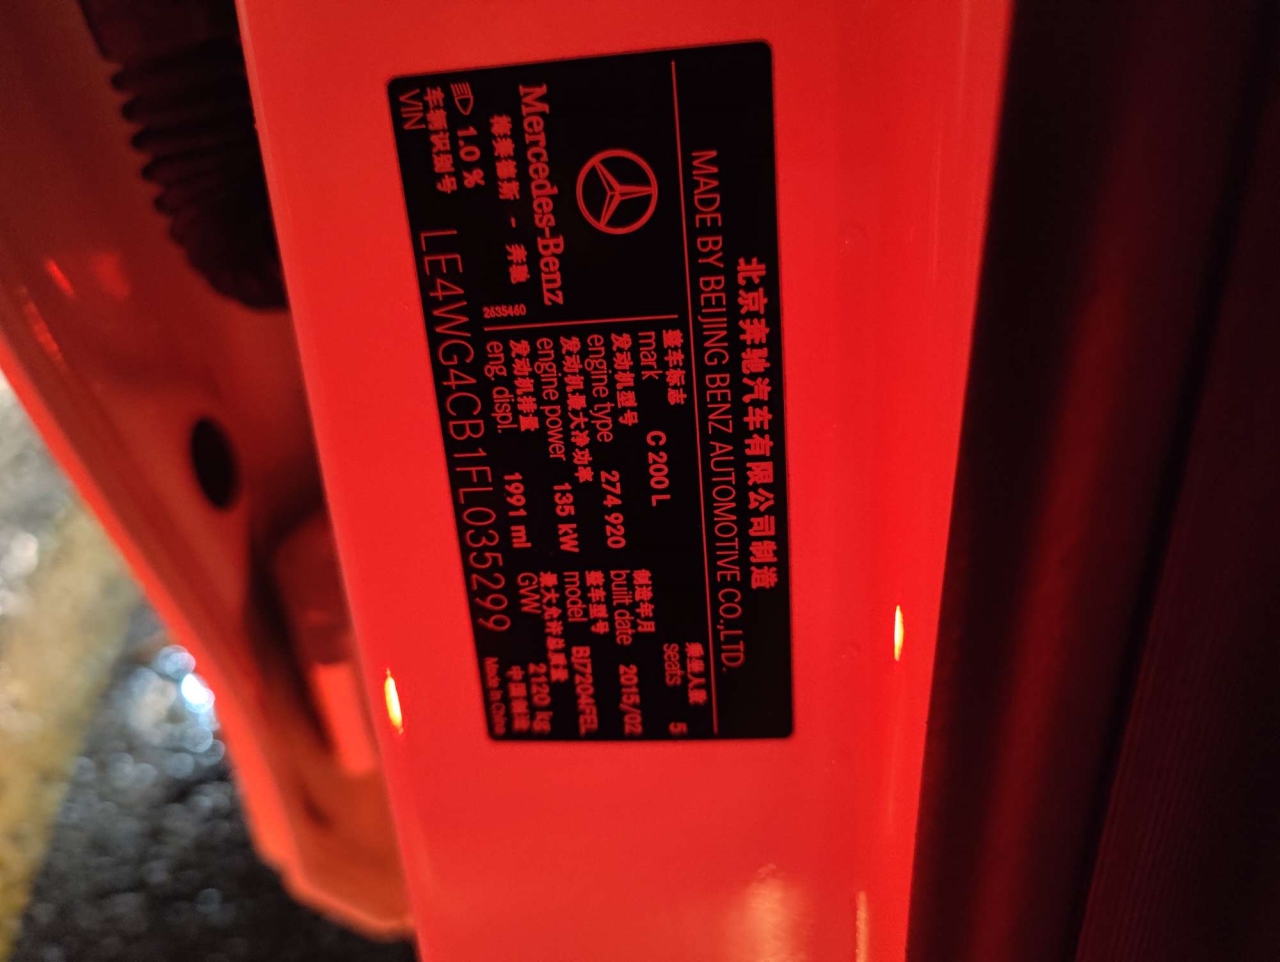 北京奔驰汽车有限公司制造
MADE BY BEIJING BENZ AUTOMOTIVE CO.,LTD.
乘坐人数
seats 5
整车标志
mark C 200 L
制造年月
built date 2015/02
发动机型号
engine type 274 920
整车型号
model BJ7204FEL
发动机最大净功率
engine power 135 kW
最大允许总质量
GVW 2120 kg
发动机排量
eng. displ. 1991 ml
中国制造
Made in China
Mercedes-Benz
梅赛德斯 - 奔驰
2635460
1.0 %
车辆识别号
VIN LE4WG4CB1FL035299